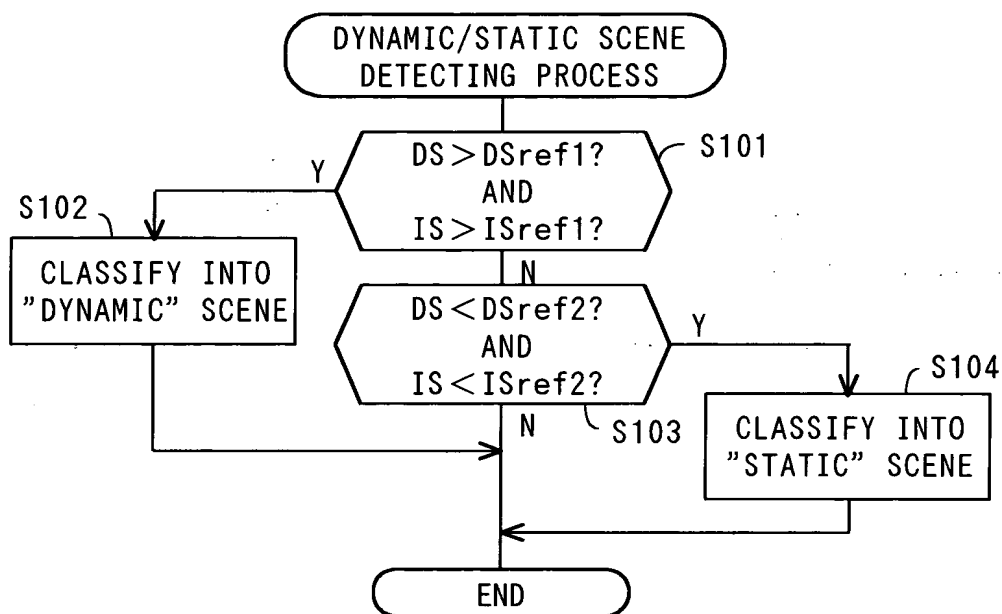 DYNAMIC/STATIC SCENE
DETECTING PROCESS
DS>DSref1?
AND
IS>ISref1?
S101
Y
N
S102
CLASSIFY INTO
"DYNAMIC" SCENE
DS<DSref2?
AND
IS<ISref2?
S103
Y
N
S104
CLASSIFY INTO
"STATIC" SCENE
END